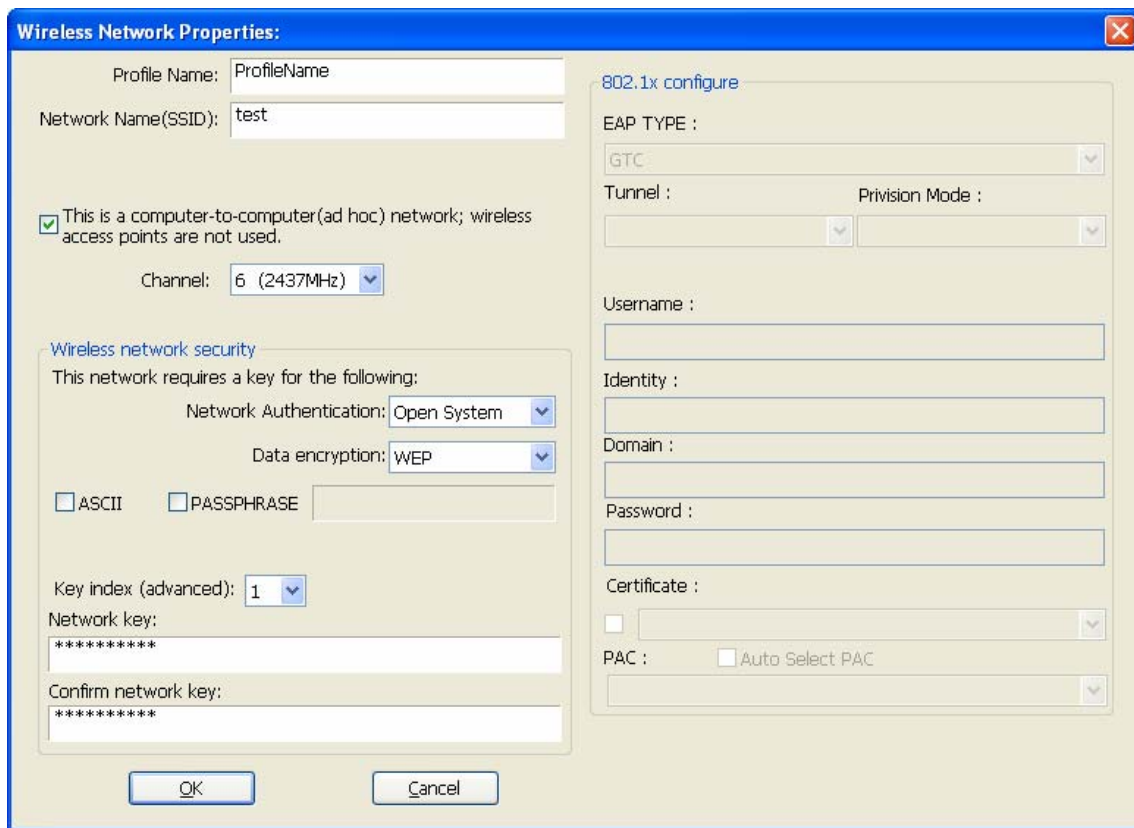 Wireless Network Properties:
Profile Name: ProfileName
Network Name(SSID): test
This is a computer-to-computer(ad hoc) network; wireless
access points are not used.
Channel: 6 (2437MHz)
Wireless network security
This network requires a key for the following:
Network Authentication: Open System
Data encryption: WEP
ASCII PASSPHRASE
Key index (advanced): 1
Network key:
**********
Confirm network key:
**********
OK Cancel
802.1x configure
EAP TYPE :
GTC
Tunnel : Privision Mode :
Username :
Identity :
Domain :
Password :
Certificate :
PAC : Auto Select PAC